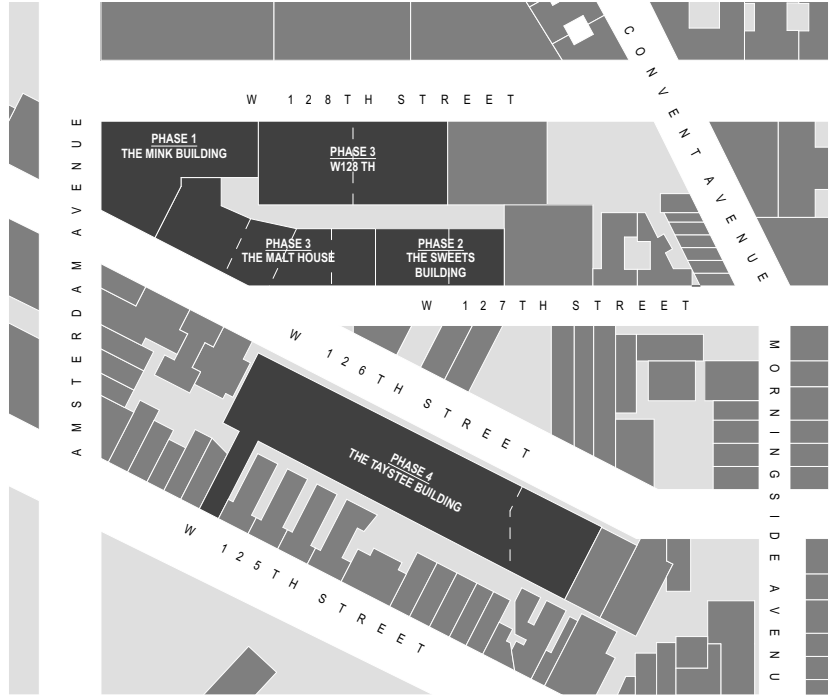 W 128TH STREET
CONVENT AVENUE
AMSTERDAM AVENUE
PHASE 1
THE MINK BUILDING
PHASE 3
W128 TH
PHASE 3
THE MALT HOUSE
PHASE 2
THE SWEETS
BUILDING
W 127TH STREET
W 126TH STREET
MORNINGSIDE AVENU
PHASE 4
THE TAYSTEE BUILDING
W 125TH STREET